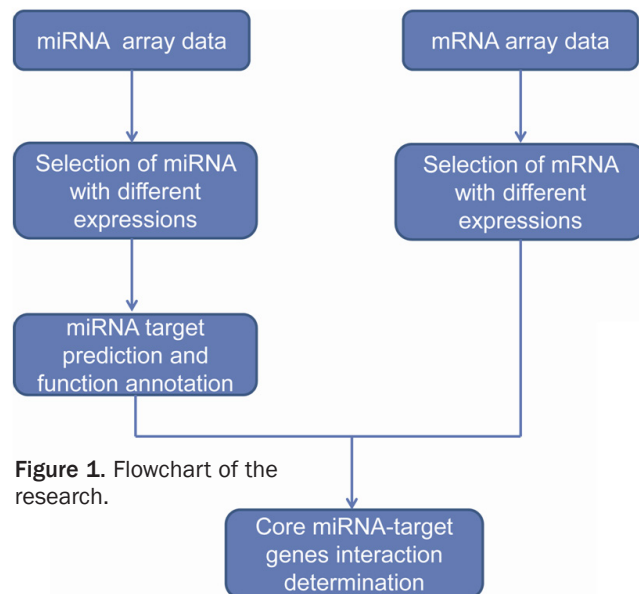 miRNA array data
mRNA array data
Selection of miRNA
with different
expressions
Selection of mRNA
with different
expressions
miRNA target
prediction and
function annotation
Figure 1. Flowchart of the
research.
Core miRNA-target
genes interaction
determination